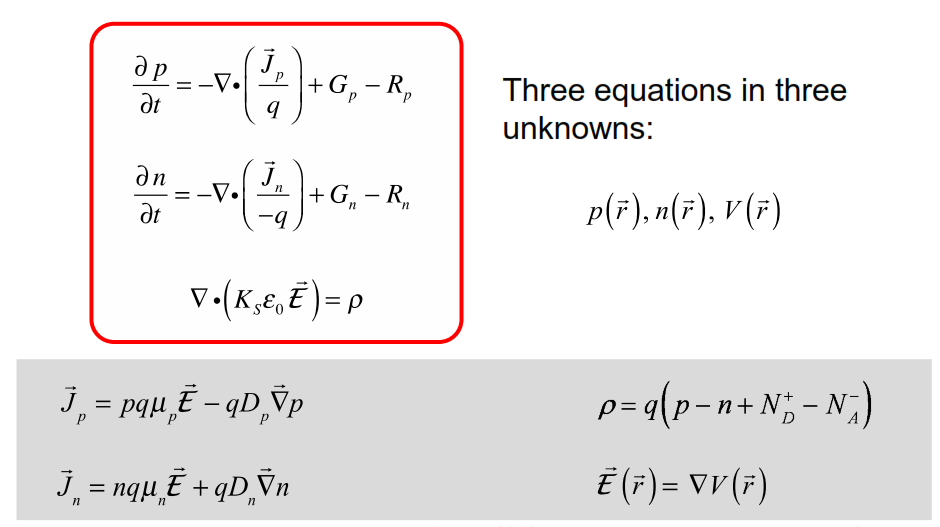 ∂p/∂t = −∇•(J⃗_p/q) + G_p − R_p
Three equations in three
unknowns:
∂n/∂t = −∇•(J⃗_n/−q) + G_n − R_n
p(r⃗), n(r⃗), V(r⃗)
∇•(K_S ε_0 ℰ⃗) = ρ
J⃗_p = pqμ_p ℰ⃗ − qD_p ∇⃗p
ρ = q(p − n + N_D^+ − N_A^−)
J⃗_n = nqμ_n ℰ⃗ + qD_n ∇⃗n
ℰ⃗(r⃗) = ∇V(r⃗)